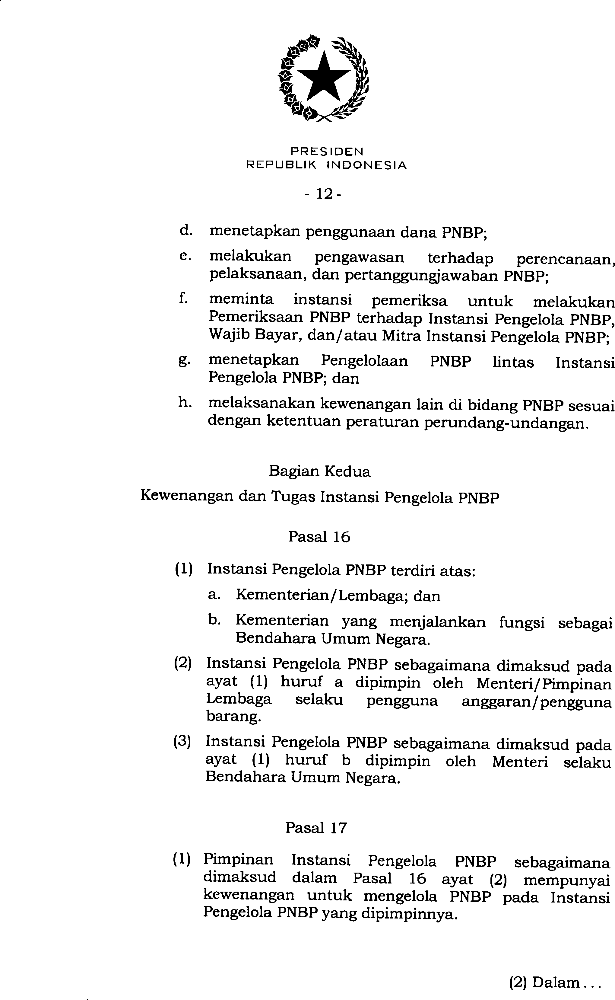 PRESIDEN
REPUBLIK INDONESIA
- 12 -
d. menetapkan penggunaan dana PNBP;
e. melakukan pengawasan terhadap perencanaan,
pelaksanaan, dan pertanggungjawaban PNBP;
f. meminta instansi pemeriksa untuk melakukan
Pemeriksaan PNBP terhadap Instansi Pengelola PNBP,
Wajib Bayar, dan/atau Mitra Instansi Pengelola PNBP;
g. menetapkan Pengelolaan PNBP lintas Instansi
Pengelola PNBP; dan
h. melaksanakan kewenangan lain di bidang PNBP sesuai
dengan ketentuan peraturan perundang-undangan.
Bagian Kedua
Kewenangan dan Tugas Instansi Pengelola PNBP
Pasal 16
(1) Instansi Pengelola PNBP terdiri atas:
a. Kementerian/Lembaga; dan
b. Kementerian yang menjalankan fungsi sebagai
Bendahara Umum Negara.
(2) Instansi Pengelola PNBP sebagaimana dimaksud pada
ayat (1) huruf a dipimpin oleh Menteri/Pimpinan
Lembaga selaku pengguna anggaran/pengguna
barang.
(3) Instansi Pengelola PNBP sebagaimana dimaksud pada
ayat (1) huruf b dipimpin oleh Menteri selaku
Bendahara Umum Negara.
Pasal 17
(1) Pimpinan Instansi Pengelola PNBP sebagaimana
dimaksud dalam Pasal 16 ayat (2) mempunyai
kewenangan untuk mengelola PNBP pada Instansi
Pengelola PNBP yang dipimpinnya.
(2) Dalam . . .